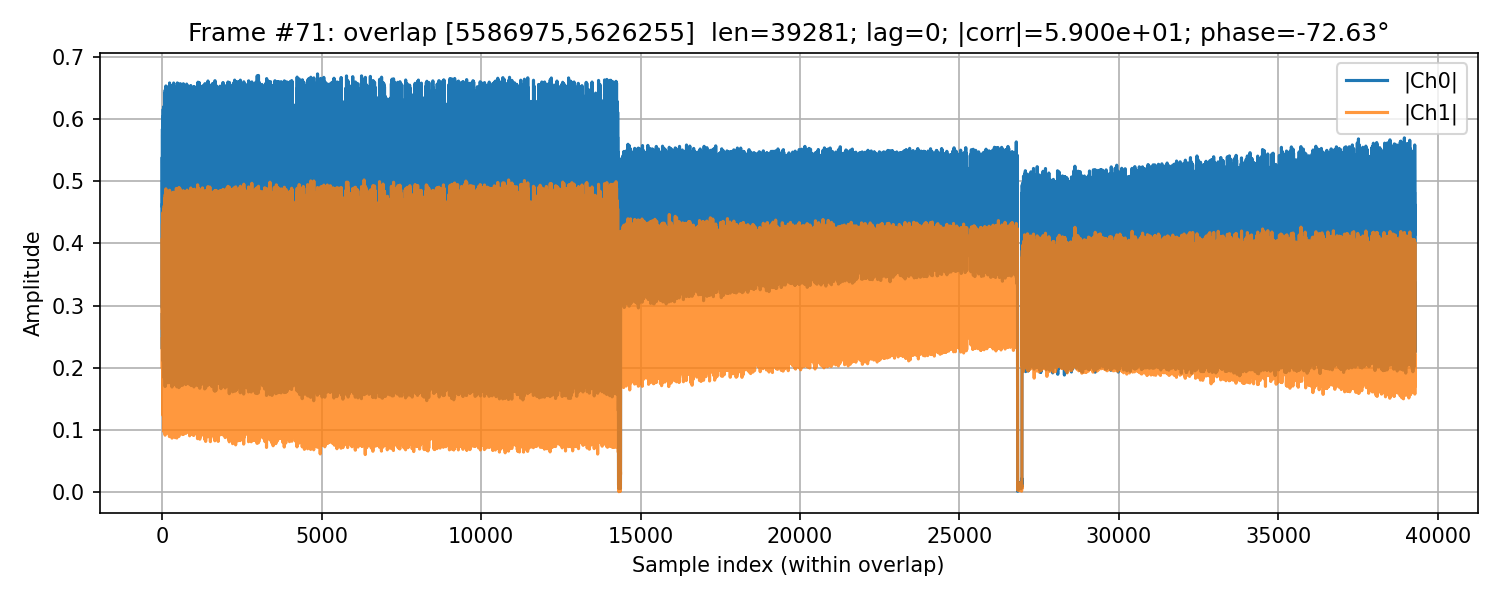 Frame #71: overlap [5586975,5626255]  len=39281; lag=0; |corr|=5.900e+01; phase=-72.63°
|Ch0|
|Ch1|
Amplitude
0.7
0.6
0.5
0.4
0.3
0.2
0.1
0.0
0 5000 10000 15000 20000 25000 30000 35000 40000
Sample index (within overlap)